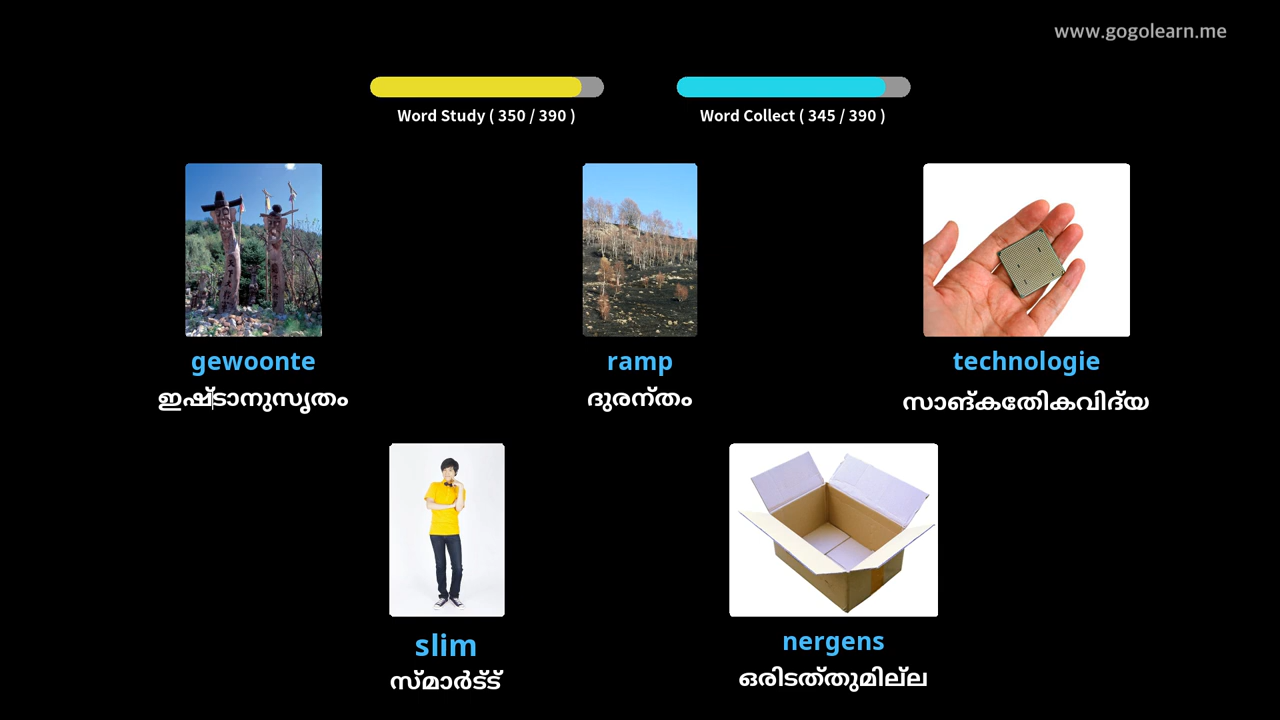 www.gogolearn.me
Word Study ( 350 / 390 )
Word Collect ( 345 / 390 )
gewoonte
ramp
technologie
ഇഷ്ടാനുസൃതം
ദുരന്തം
സാങ്കേതികവിദ്യ
slim
nergens
സ്മാർട്ട്
ഒരിടത്തുമില്ല